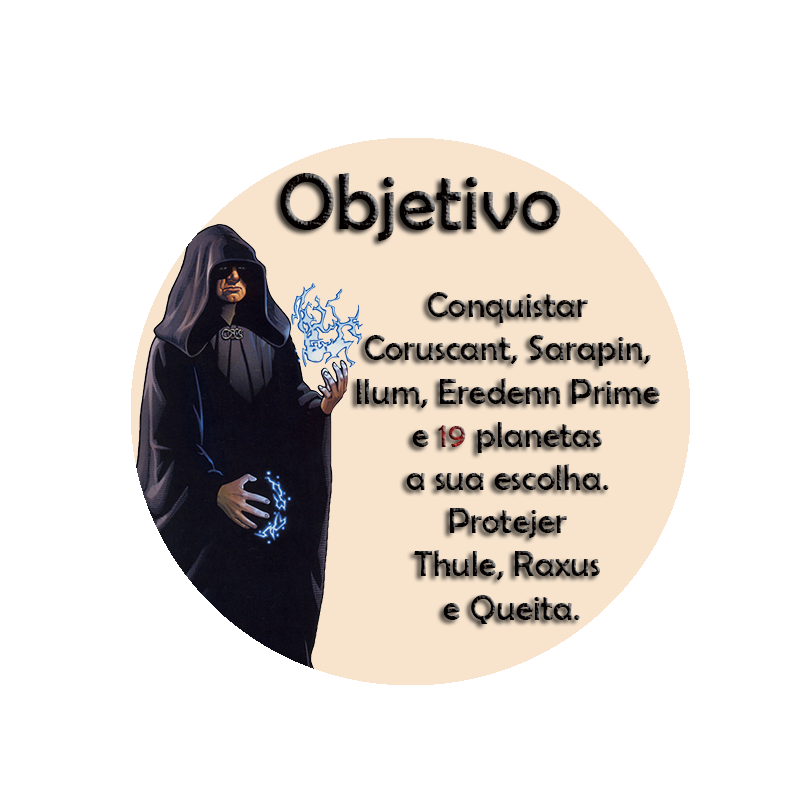 Objetivo
Conquistar
Coruscant, Sarapin,
Ilum, Eredenn Prime
e 19 planetas
a sua escolha.
Protejer
Thule, Raxus
e Queita.